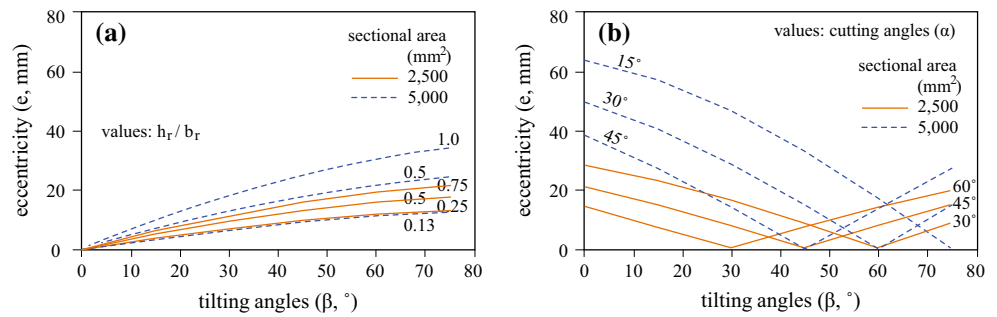 (a)
sectional area
(mm²)
2,500
5,000
values: hᵣ / bᵣ
1.0
0.5
0.75
0.5
0.25
0.13
80
60
40
20
0
0 10 20 30 40 50 60 70 80
eccentricity (e, mm)
tilting angles (β, °)
(b)
values: cutting angles (α)
sectional area
(mm²)
2,500
5,000
15°
30°
45°
60°
45°
30°
80
60
40
20
0
0 10 20 30 40 50 60 70 80
eccentricity (e, mm)
tilting angles (β, °)